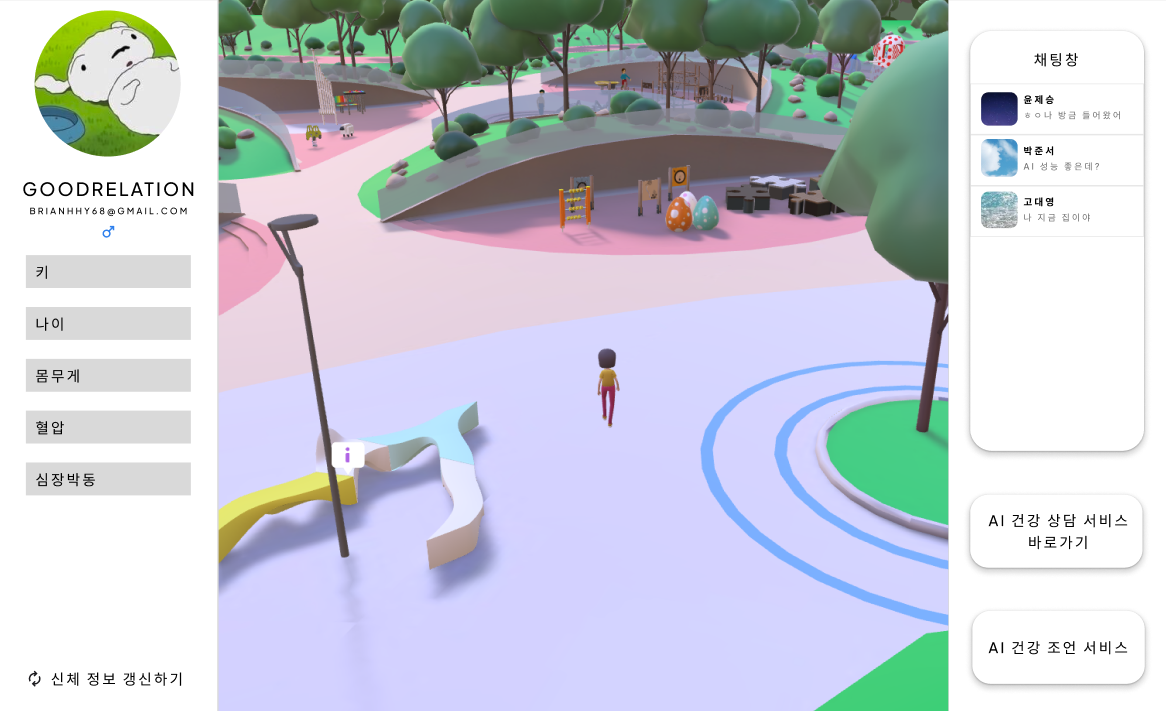 GOODRELATION
BRIANHHY68@GMAIL.COM
키
나이
몸무게
혈압
심장박동
신체 정보 갱신하기
i
채팅창
윤제승
ㅎㅇ나 방금 들어왔어
박준서
AI 성능 좋은데?
고대영
나 지금 집이야
AI 건강 상담 서비스
바로가기
AI 건강 조언 서비스